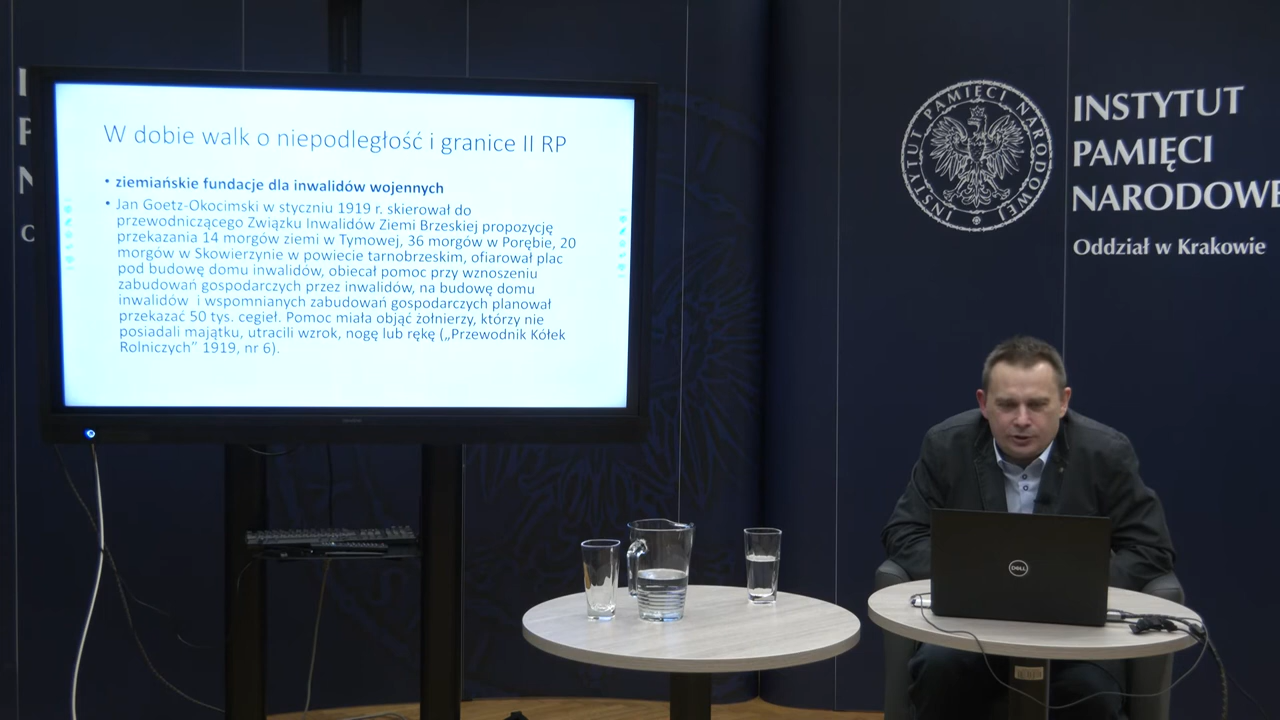 W dobie walk o niepodległość i granice II RP
• ziemiańskie fundacje dla inwalidów wojennych
• Jan Goetz-Okocimski w styczniu 1919 r. skierował do
przewodniczącego Związku Inwalidów Ziemi Brzeskiej propozycję
przekazania 14 morgów ziemi w Tymowej, 36 morgów w Porębie, 20
morgów w Skowierzynie w powiecie tarnobrzeskim, ofiarował plac
pod budowę domu inwalidów, obiecał pomoc przy wznoszeniu
zabudowań gospodarczych przez inwalidów, na budowę domu
inwalidów i wspomnianych zabudowań gospodarczych planował
przekazać 50 tys. cegieł. Pomoc miała objąć żołnierzy, którzy nie
posiadali majątku, utracili wzrok, nogę lub rękę („Przewodnik Kółek
Rolniczych” 1919, nr 6).
INSTYTUT PAMIĘCI NARODOWEJ
INSTYTUT
PAMIĘCI
NARODOWE
Oddział w Krakowie
DELL